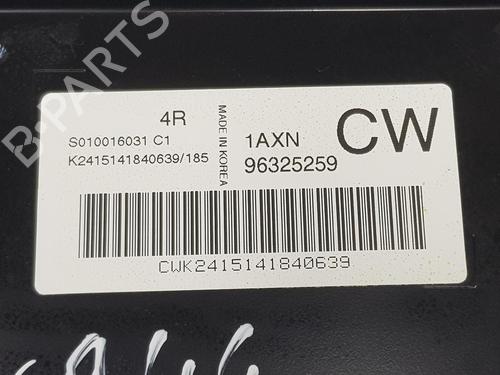 4R
S010016031 C1
K2415141840639/185
MADE IN KOREA
1AXN
96325259
CW
CWK2415141840639
B-PARTS